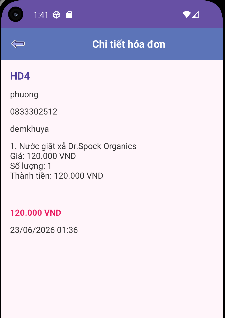 1:41
Chi tiết hóa đơn
HD4
phuong
0833302512
demkhuya
1. Nước giặt xả Dr.Spock Organics
Giá: 120.000 VND
Số lượng: 1
Thành tiền: 120.000 VND
120.000 VND
23/06/2026 01:36